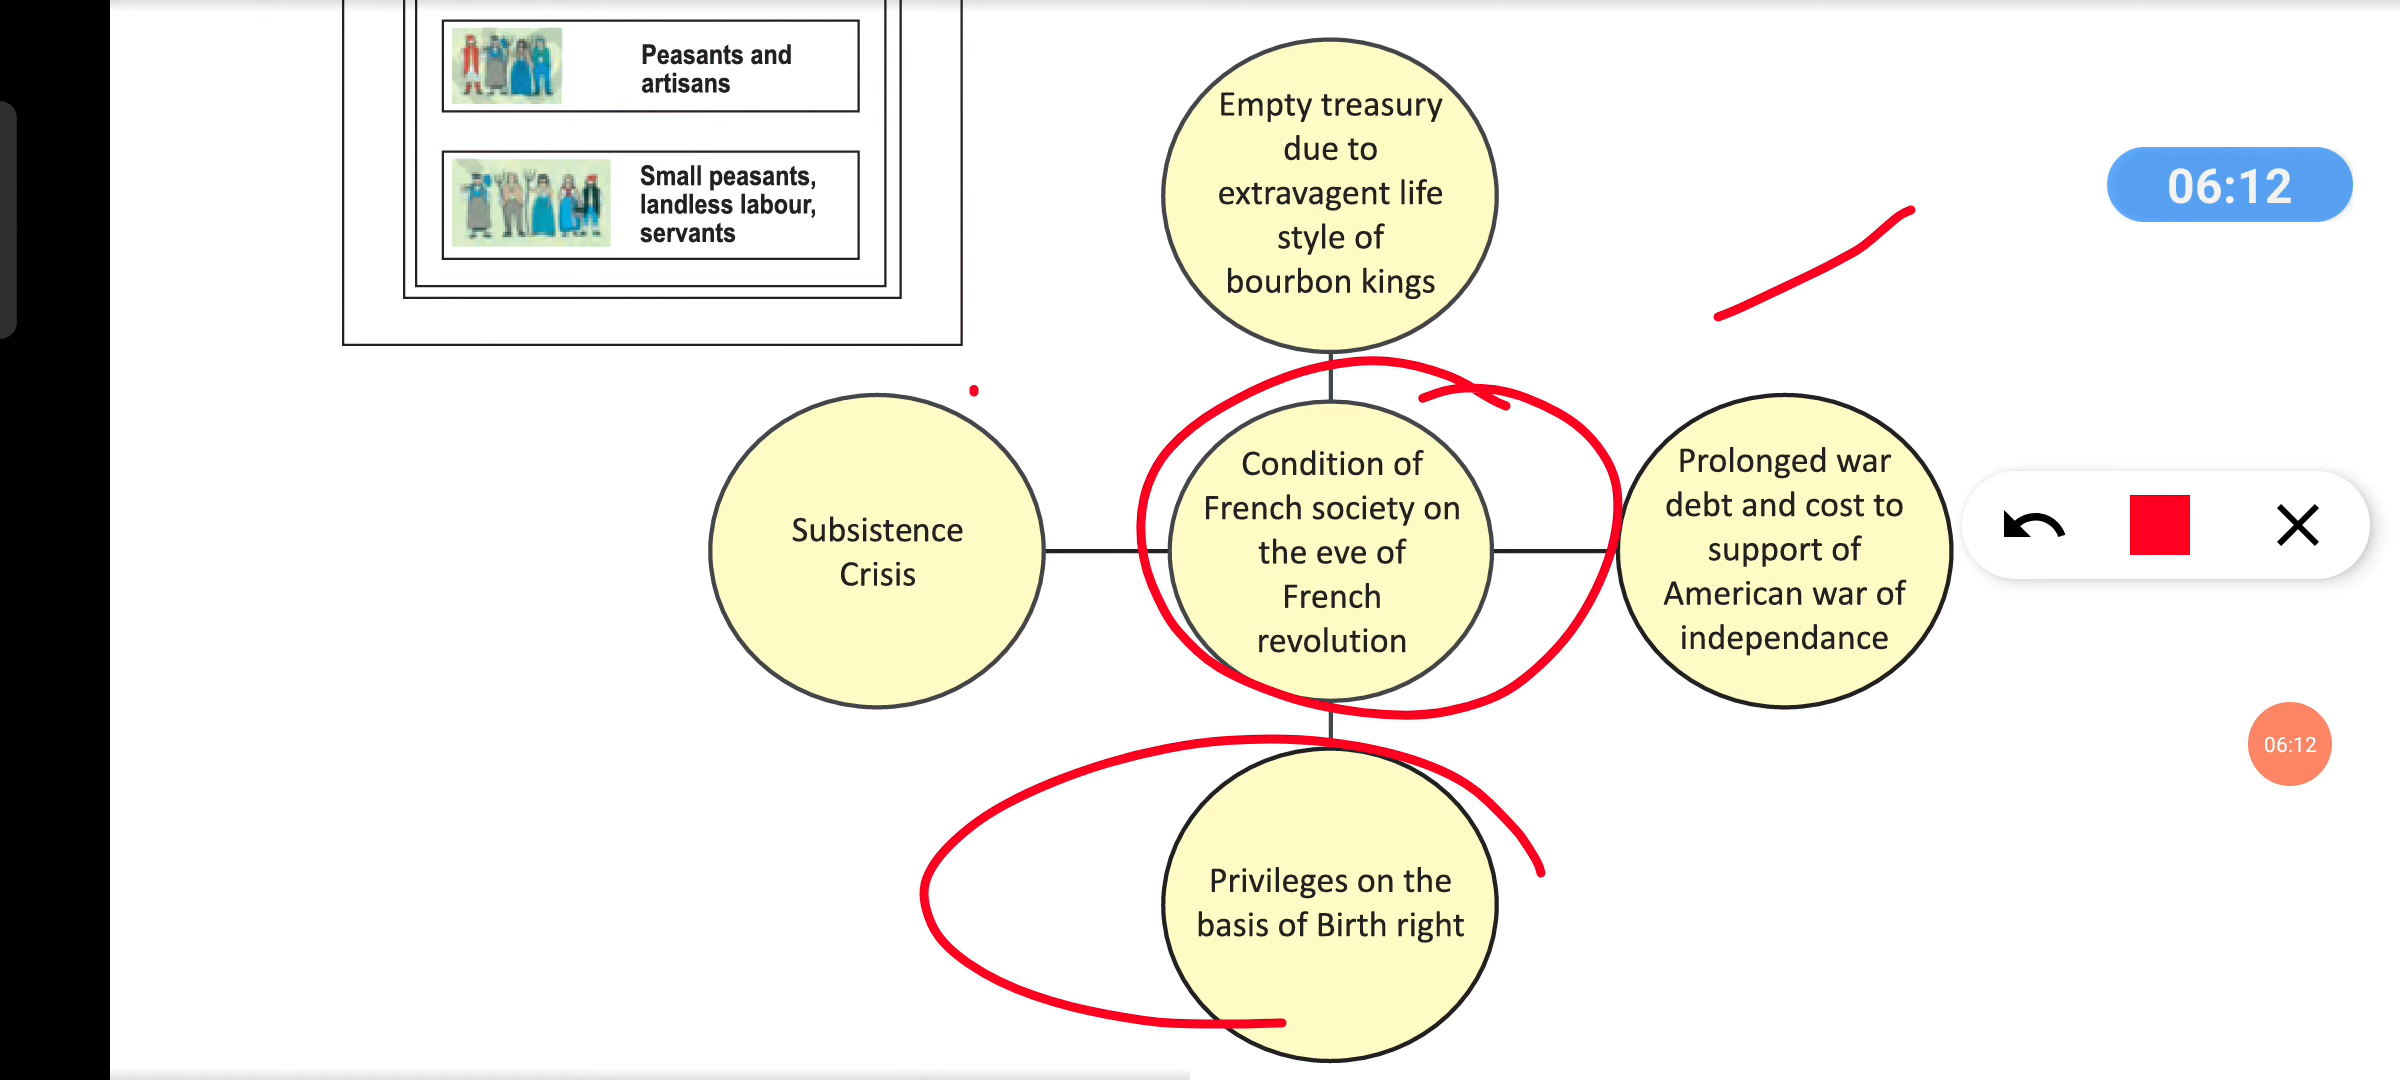 Peasants and
artisans
Small peasants,
landless labour,
servants
Empty treasury
due to
extravagent life
style of
bourbon kings
06:12
Subsistence
Crisis
Condition of
French society on
the eve of
French
revolution
Prolonged war
debt and cost to
support of
American war of
independance
06:12
Privileges on the
basis of Birth right